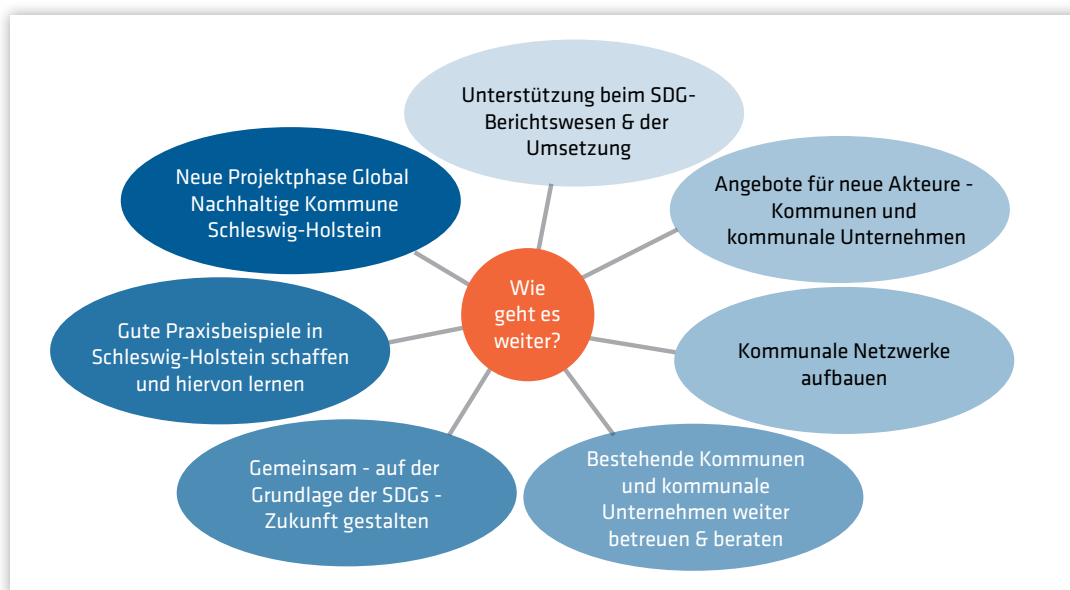 Unterstützung beim SDG-
Berichtswesen & der
Umsetzung
Angebote für neue Akteure -
Kommunen und
kommunale Unternehmen
Kommunale Netzwerke
aufbauen
Bestehende Kommunen
und kommunale
Unternehmen weiter
betreuen & beraten
Gemeinsam - auf der
Grundlage der SDGs -
Zukunft gestalten
Gute Praxisbeispiele in
Schleswig-Holstein schaffen
und hiervon lernen
Neue Projektphase Global
Nachhaltige Kommune
Schleswig-Holstein
Wie
geht es
weiter?